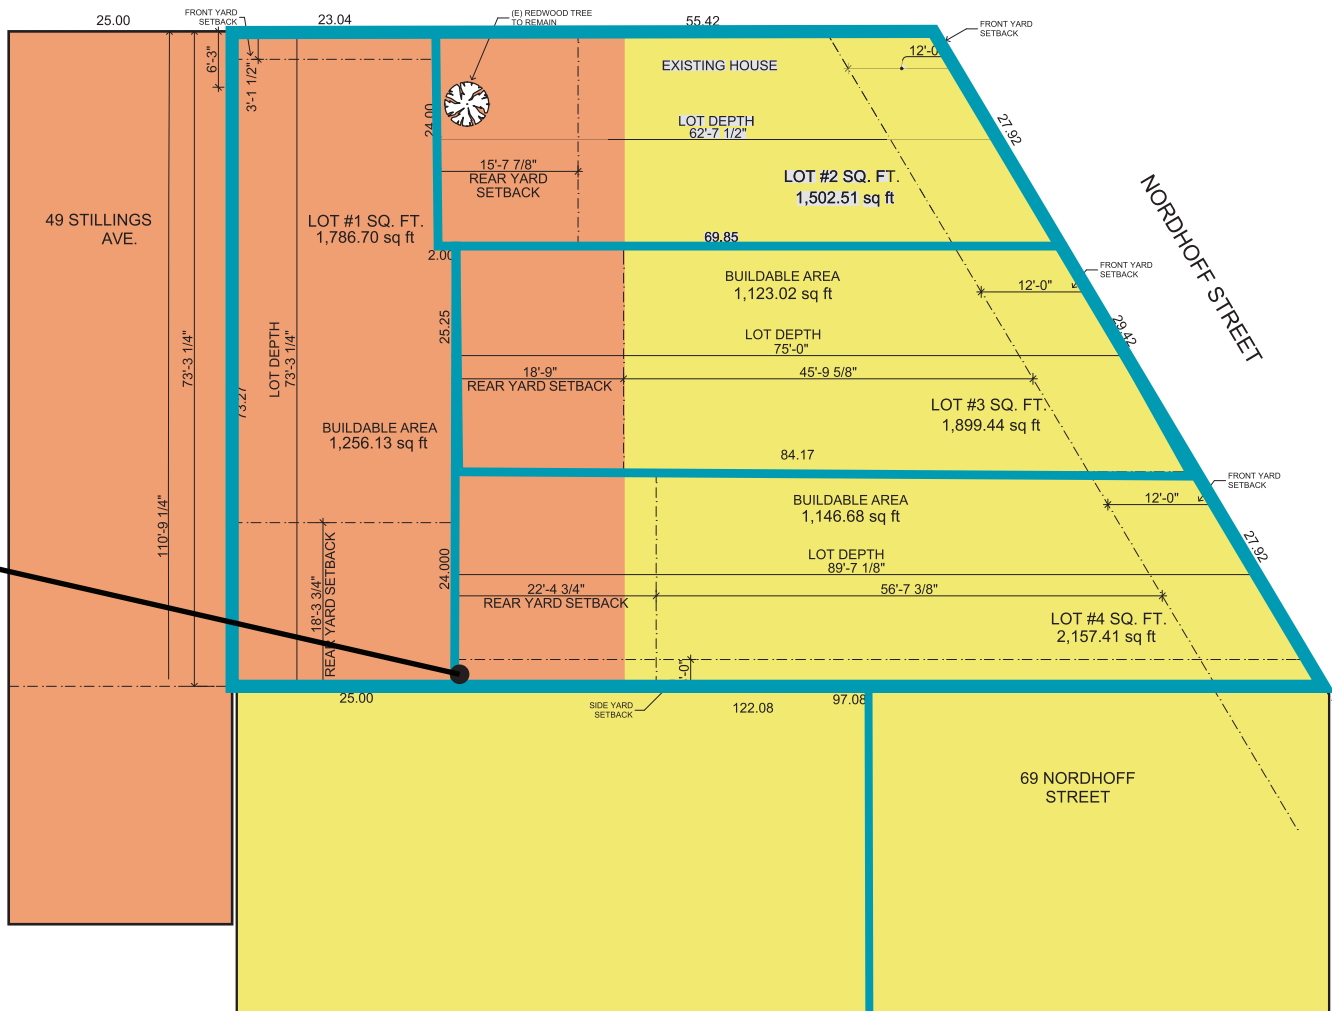 25.00
FRONT YARD
SETBACK
23.04
(E) REDWOOD TREE
TO REMAIN
55.42
FRONT YARD
SETBACK
6'-3"
3'-1 1/2"
12'-0
EXISTING HOUSE
24.00
LOT DEPTH
62'-7 1/2"
27.92
15'-7 7/8"
REAR YARD
SETBACK
LOT #2 SQ. FT.
1,502.51 sq ft
NORDHOFF STREET
49 STILLINGS
AVE.
LOT #1 SQ. FT.
1,786.70 sq ft
69.85
2.00
BUILDABLE AREA
1,123.02 sq ft
FRONT YARD
SETBACK
12'-0"
25.25
29.42
73'-3 1/4"
LOT DEPTH
73'-3 1/4"
LOT DEPTH
75'-0"
18'-9"
REAR YARD SETBACK
45'-9 5/8"
73.27
LOT #3 SQ. FT.
1,899.44 sq ft
BUILDABLE AREA
1,256.13 sq ft
84.17
FRONT YARD
SETBACK
110'-9 1/4"
BUILDABLE AREA
1,146.68 sq ft
12'-0"
27.92
24.000
LOT DEPTH
89'-7 1/8"
18'-3 3/4"
REAR YARD SETBACK
22'-4 3/4"
REAR YARD SETBACK
56'-7 3/8"
LOT #4 SQ. FT.
2,157.41 sq ft
'-0"
25.00
SIDE YARD
SETBACK
122.08
97.08
69 NORDHOFF
STREET